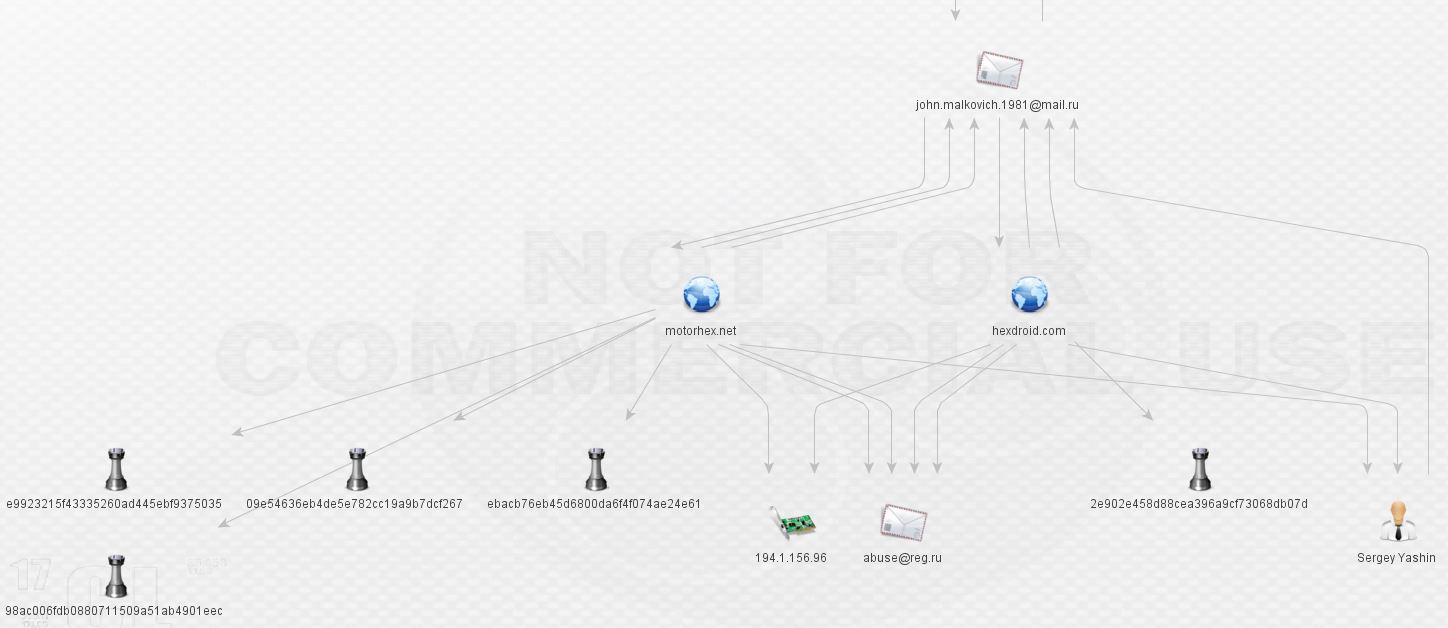 john.malkovich.1981@mail.ru
NOT FOR
COMMERCIAL USE
motorhex.net
hexdroid.com
e9923215f43335260ad445ebf9375035
09e54636eb4de5e782cc19a9b7dcf267
ebacb76eb45d6800da6f4f074ae24e61
2e902e458d88cea396a9cf73068db07d
194.1.156.96
abuse@reg.ru
Sergey Yashin
17
98ac006fdb0880711509a51ab4901eec